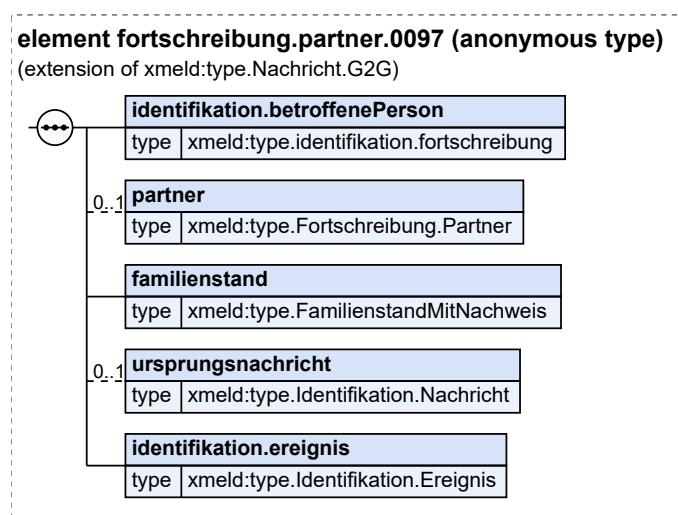 element fortschreibung.partner.0097 (anonymous type)
(extension of xmeld:type.Nachricht.G2G)
identifikation.betroffenePerson
type xmeld:type.identifikation.fortschreibung
0..1 partner
type xmeld:type.Fortschreibung.Partner
familienstand
type xmeld:type.FamilienstandMitNachweis
0..1 ursprungsnachricht
type xmeld:type.Identifikation.Nachricht
identifikation.ereignis
type xmeld:type.Identifikation.Ereignis